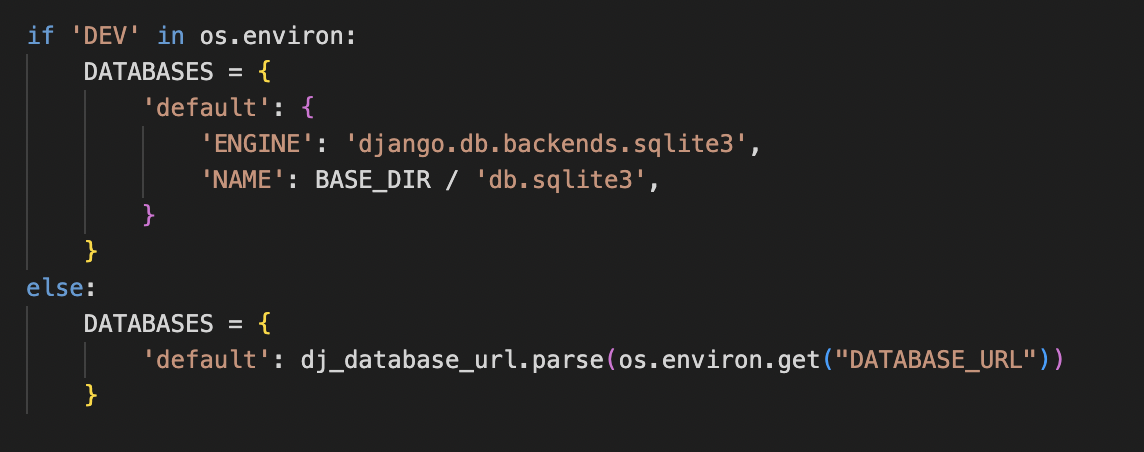 if 'DEV' in os.environ:
    DATABASES = {
        'default': {
            'ENGINE': 'django.db.backends.sqlite3',
            'NAME': BASE_DIR / 'db.sqlite3',
        }
    }
else:
    DATABASES = {
        'default': dj_database_url.parse(os.environ.get("DATABASE_URL"))
    }